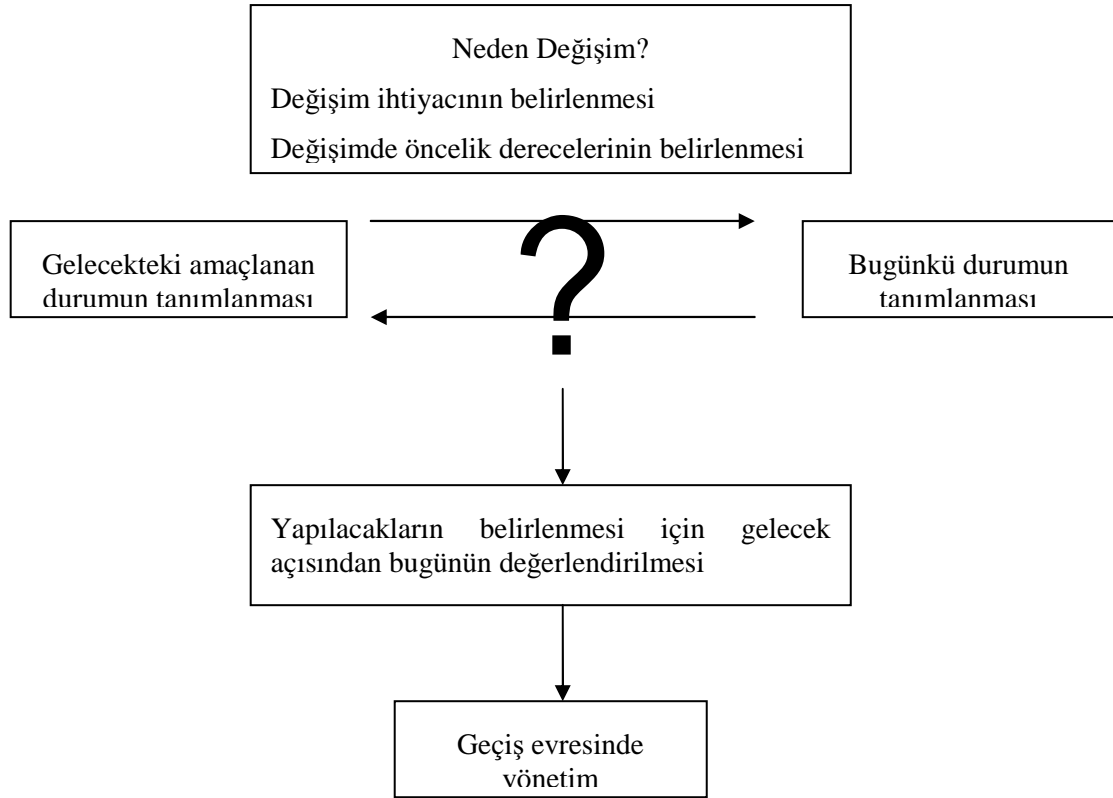 Neden Değişim?
Değişim ihtiyacının belirlenmesi
Değişimde öncelik derecelerinin belirlenmesi
Gelecekteki amaçlanan
durumun tanımlanması
?
Bugünkü durumun
tanımlanması
Yapılacakların belirlenmesi için gelecek
açısından bugünün değerlendirilmesi
Geçiş evresinde
yönetim